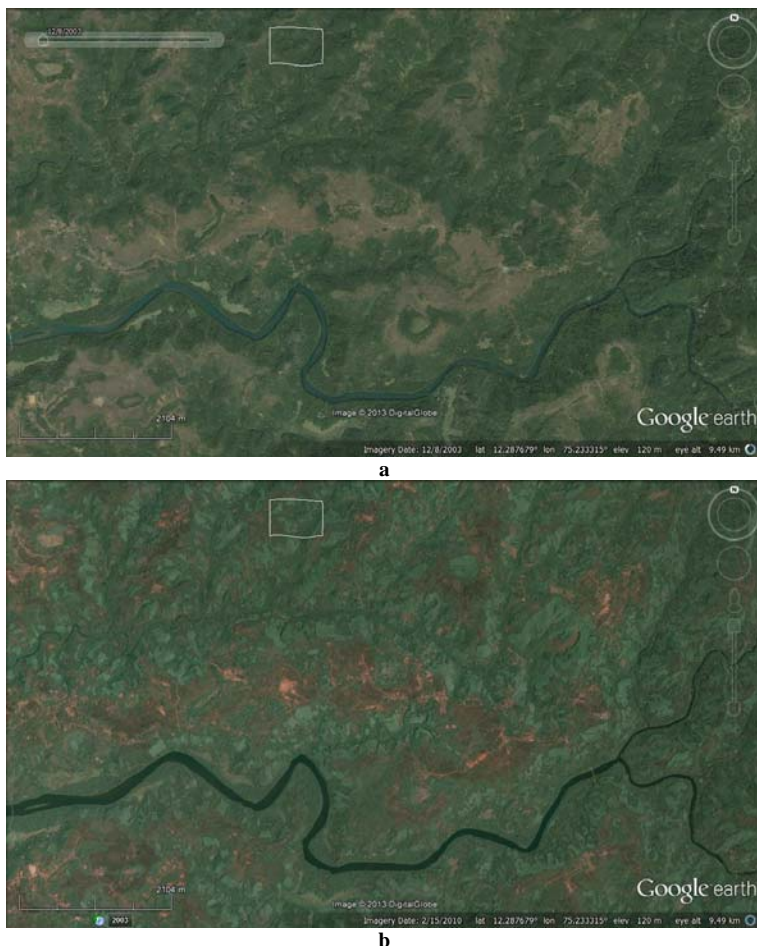 12/8/2003
N
2104 m
Image © 2013 DigitalGlobe
Google earth
Imagery Date: 12/8/2003 lat 12.287679° lon 75.233315° elev 120 m eye alt 9.49 km
a
N
2104 m
Image © 2013 DigitalGlobe
Google earth
2003
Imagery Date: 2/15/2010 lat 12.287679° lon 75.233315° elev 120 m eye alt 9.49 km
b